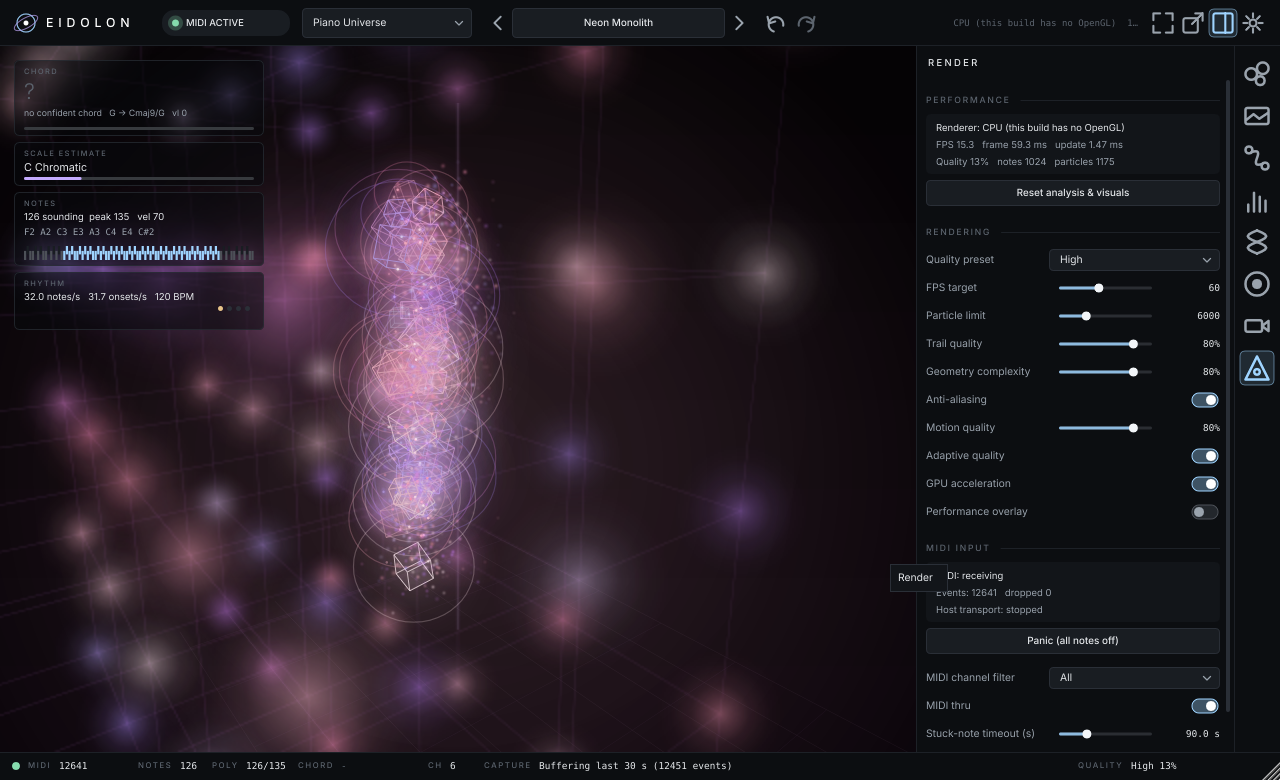 EIDOLON
MIDI ACTIVE
Piano Universe
Neon Monolith
CPU (this build has no OpenGL) 1…
CHORD
?
no confident chord G → Cmaj9/G vl 0
SCALE ESTIMATE
C Chromatic
NOTES
126 sounding peak 135 vel 70
F2 A2 C3 E3 A3 C4 E4 C#2
RHYTHM
32.0 notes/s 31.7 onsets/s 120 BPM
RENDER
PERFORMANCE
Renderer: CPU (this build has no OpenGL)
FPS 15.3 frame 59.3 ms update 1.47 ms
Quality 13% notes 1024 particles 1175
Reset analysis & visuals
RENDERING
Quality preset High
FPS target 60
Particle limit 6000
Trail quality 80%
Geometry complexity 80%
Anti-aliasing
Motion quality 80%
Adaptive quality
GPU acceleration
Performance overlay
MIDI INPUT
Render
DI: receiving
Events: 12641 dropped 0
Host transport: stopped
Panic (all notes off)
MIDI channel filter All
MIDI thru
Stuck-note timeout (s) 90.0 s
MIDI 12641 NOTES 126 POLY 126/135 CHORD - CH 6 CAPTURE Buffering last 30 s (12451 events) QUALITY High 13%